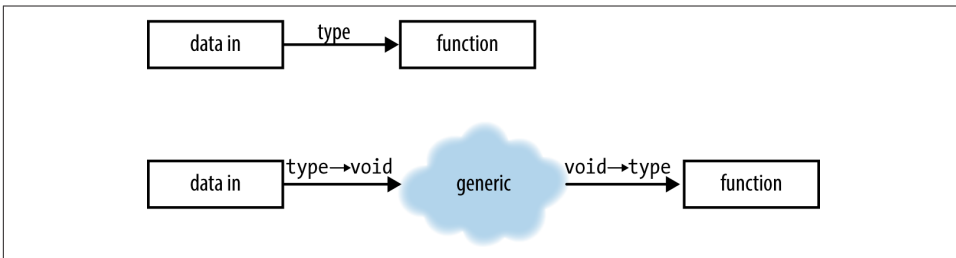 data in type function
data in type→void generic void→type function